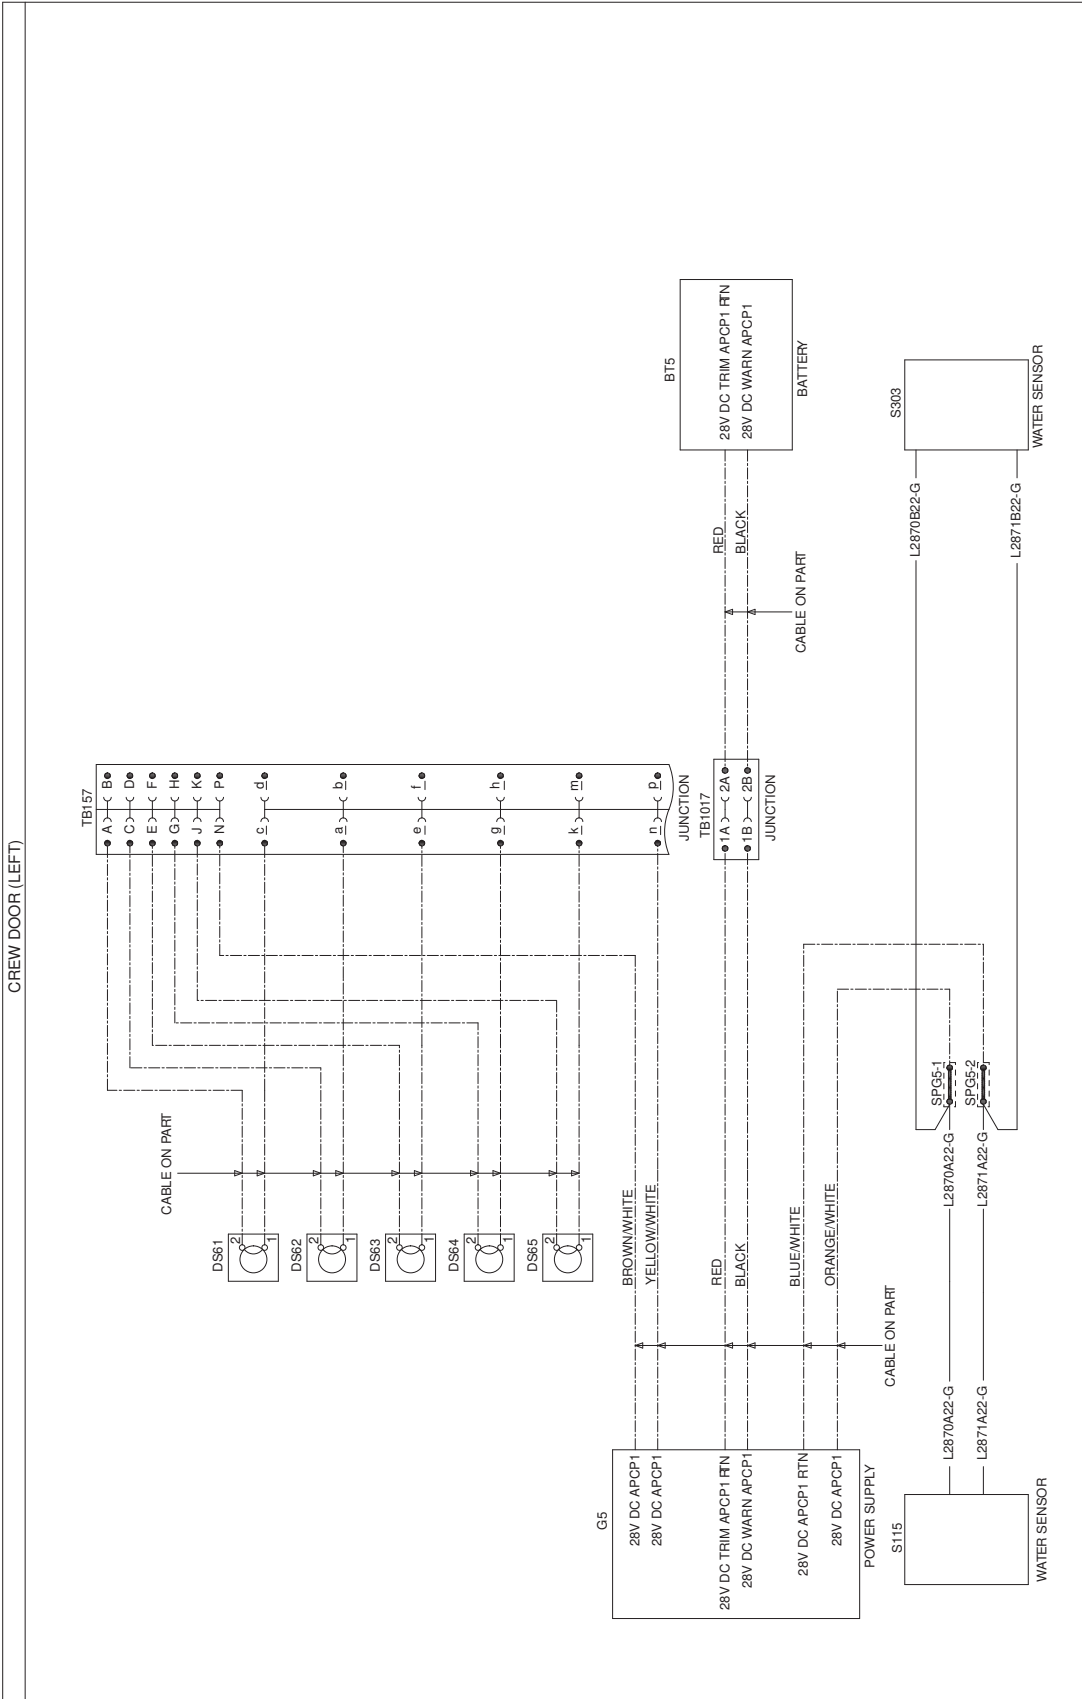 CREW DOOR (LEFT)
TB157
A B
C D
E F
G H
J K
N P
c d
a b
e f
g h
k m
n p
JUNCTION
TB1017
1A 2A
1B 2B
JUNCTION
BT5
28V DC TRIM APCP1 RTN
28V DC WARN APCP1
BATTERY
RED
BLACK
CABLE ON PART
S303
WATER SENSOR
L2870B22-G
L2871B22-G
CABLE ON PART
DS61
2
1
DS62
2
1
DS63
2
1
DS64
2
1
DS65
2
1
BROWN/WHITE
YELLOW/WHITE
RED
BLACK
BLUE/WHITE
ORANGE/WHITE
CABLE ON PART
G5
28V DC APCP1
28V DC APCP1
28V DC TRIM APCP1 RTN
28V DC WARN APCP1
28V DC APCP1 RTN
28V DC APCP1
POWER SUPPLY
SPG5-1
SPG5-2
L2870A22-G
L2871A22-G
L2870A22-G
L2871A22-G
S115
WATER SENSOR